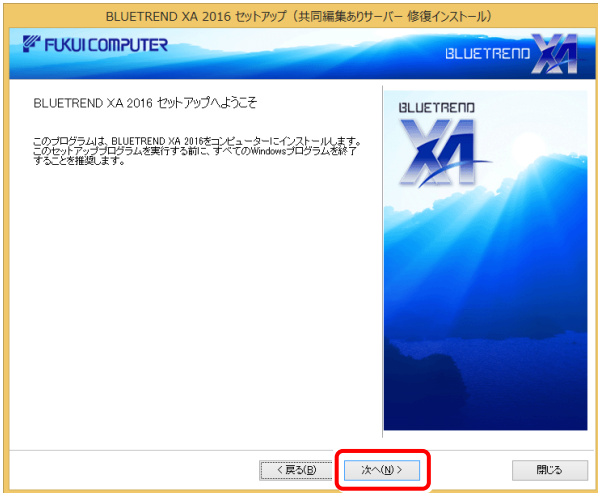 BLUETREND XA 2016 セットアップ（共同編集ありサーバー 修復インストール）
FUKUI COMPUTER
BLUETREND XA
BLUETREND XA 2016 セットアップへようこそ
このプログラムは、BLUETREND XA 2016をコンピューターにインストールします。
このセットアッププログラムを実行する前に、すべてのWindowsプログラムを終了
することを推奨します。
BLUETREND
XA
< 戻る(B)
次へ(N) >
閉じる